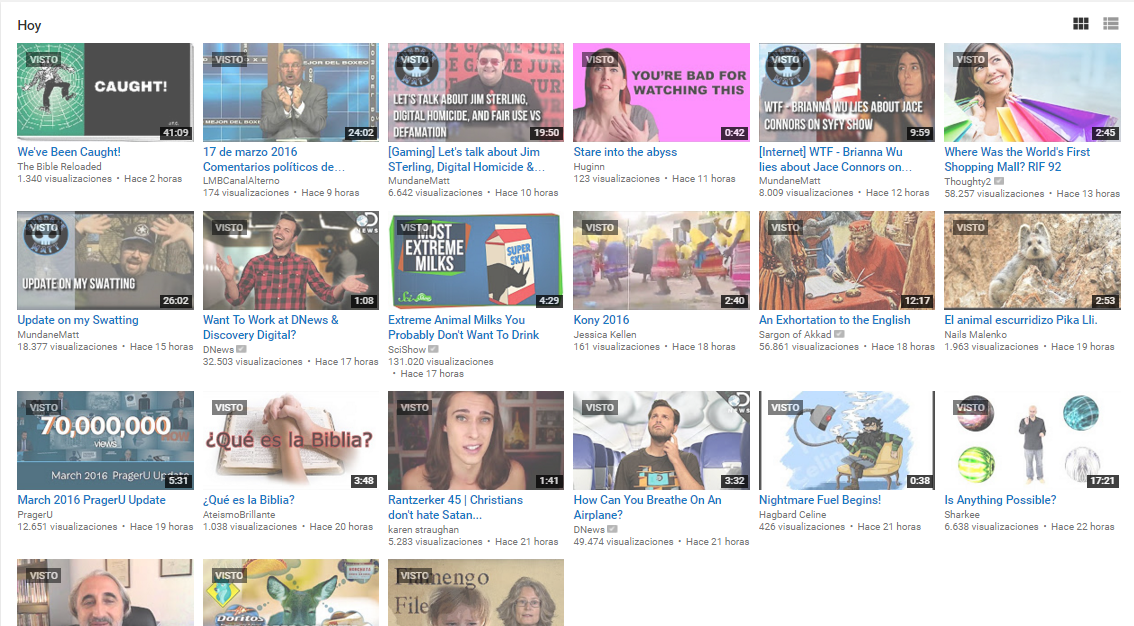 Hoy
VISTO
CAUGHT!
41:09
We've Been Caught!
The Bible Reloaded
1.340 visualizaciones • Hace 2 horas
VISTO
MEJOR DEL BOXEO
24:02
17 de marzo 2016
Comentarios políticos de...
LMBCanalAlterno
174 visualizaciones • Hace 9 horas
VISTO
LET'S TALK ABOUT JIM STERLING,
DIGITAL HOMICIDE, AND FAIR USE VS
DEFAMATION
19:50
[Gaming] Let's talk about Jim
STerling, Digital Homicide &...
MundaneMatt
6.642 visualizaciones • Hace 10 horas
VISTO
YOU'RE BAD FOR
WATCHING THIS
0:42
Stare into the abyss
Huginn
123 visualizaciones • Hace 11 horas
VISTO
WTF - BRIANNA WU LIES ABOUT JACE
CONNORS ON SYFY SHOW
9:59
[Internet] WTF - Brianna Wu
lies about Jace Connors on...
MundaneMatt
8.009 visualizaciones • Hace 12 horas
VISTO
2:45
Where Was the World's First
Shopping Mall? RIF 92
Thoughty2
58.257 visualizaciones • Hace 13 horas
VISTO
UPDATE ON MY SWATTING
26:02
Update on my Swatting
MundaneMatt
18.377 visualizaciones • Hace 15 horas
VISTO
D
NEWS
1:08
Want To Work at DNews &
Discovery Digital?
DNews
32.503 visualizaciones • Hace 17 horas
VISTO
MOST
EXTREME
MILKS
SUPER
SKIM
Sci
4:29
Extreme Animal Milks You
Probably Don't Want To Drink
SciShow
131.020 visualizaciones
• Hace 17 horas
VISTO
2:40
Kony 2016
Jessica Kellen
161 visualizaciones • Hace 18 horas
VISTO
12:17
An Exhortation to the English
Sargon of Akkad
56.861 visualizaciones • Hace 18 horas
VISTO
2:53
El animal escurridizo Pika Lli.
Nails Malenko
1.963 visualizaciones • Hace 19 horas
VISTO
70,000,000
views
March 2016 PragerU Update
5:31
March 2016 PragerU Update
PragerU
12.651 visualizaciones • Hace 19 horas
VISTO
¿Qué es la Biblia?
3:48
¿Qué es la Biblia?
AteismoBrillante
1.038 visualizaciones • Hace 20 horas
VISTO
1:41
Rantzerker 45 | Christians
don't hate Satan...
karen straughan
5.283 visualizaciones • Hace 21 horas
VISTO
NEWS
3:32
How Can You Breathe On An
Airplane?
DNews
49.474 visualizaciones • Hace 21 horas
VISTO
0:38
Nightmare Fuel Begins!
Hagbard Celine
426 visualizaciones • Hace 21 horas
VISTO
17:21
Is Anything Possible?
Sharkee
6.638 visualizaciones • Hace 22 horas
VISTO
VISTO
Doritos
VISTO
Flamengo
File